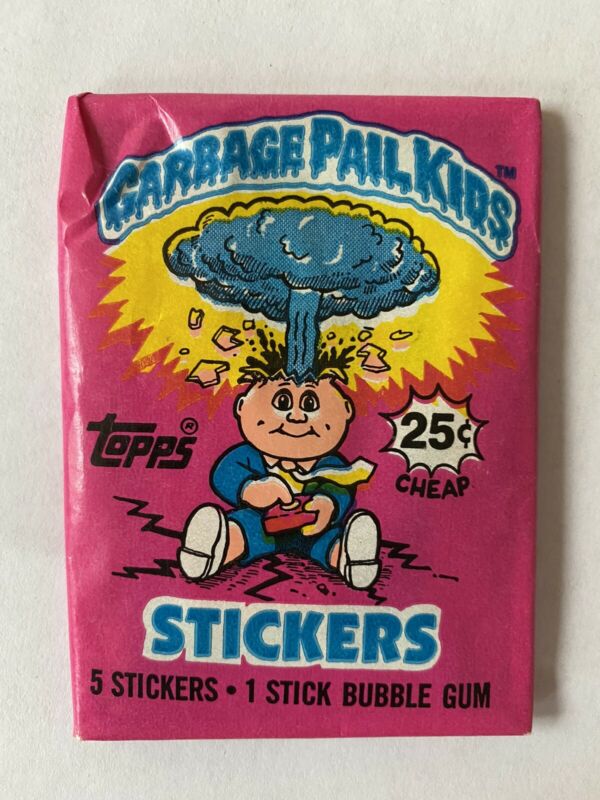 GARBAGE PAIL KIDS™
topps®
25¢
CHEAP
STICKERS
5 STICKERS • 1 STICK BUBBLE GUM